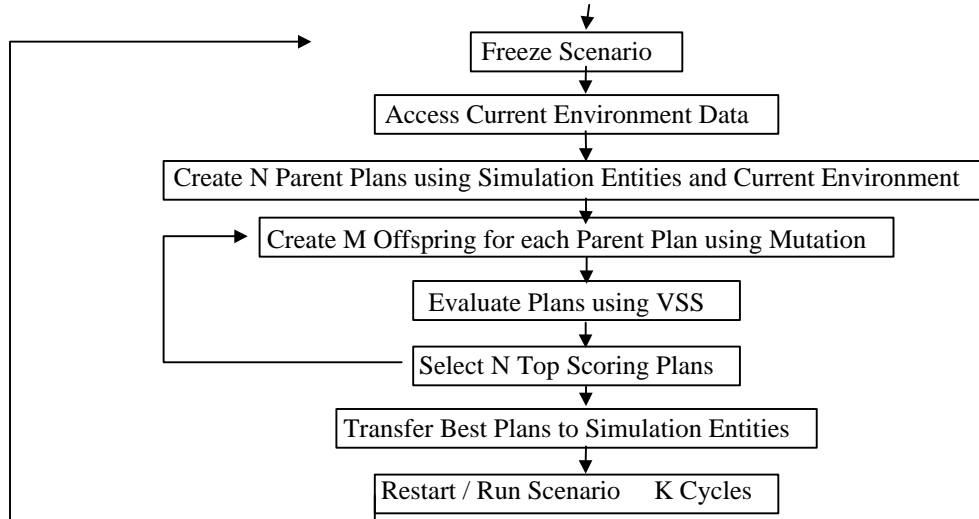 Freeze Scenario
Access Current Environment Data
Create N Parent Plans using Simulation Entities and Current Environment
Create M Offspring for each Parent Plan using Mutation
Evaluate Plans using VSS
Select N Top Scoring Plans
Transfer Best Plans to Simulation Entities
Restart / Run Scenario K Cycles